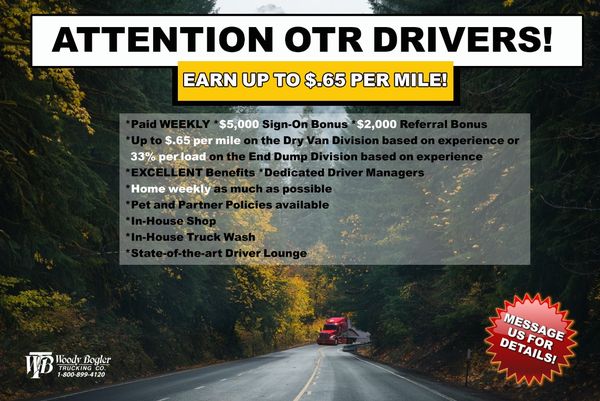 ATTENTION OTR DRIVERS!
EARN UP TO $.65 PER MILE!
*Paid WEEKLY *$5,000 Sign-On Bonus *$2,000 Referral Bonus
*Up to $.65 per mile on the Dry Van Division based on experience or
33% per load on the End Dump Division based on experience
*EXCELLENT Benefits *Dedicated Driver Managers
*Home weekly as much as possible
*Pet and Partner Policies available
*In-House Shop
*In-House Truck Wash
*State-of-the-art Driver Lounge
MESSAGE
US FOR
DETAILS!
WB Woody Bogler
TRUCKING CO.
1-800-899-4120